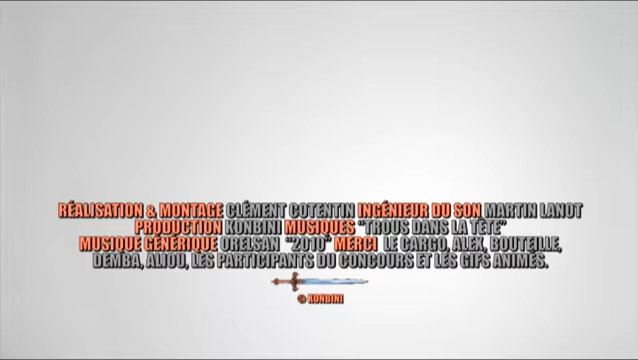 RÉALISATION & MONTAGE CLÉMENT COTENTIN INGÉNIEUR DU SON MARTIN LANOT
PRODUCTION KONBINI MUSIQUES "TROUS DANS LA TÊTE"
MUSIQUE GÉNÉRIQUE ORELSAN "2010" MERCI LE CARGO, ALEX, BOUTEILLE,
DEMBA, ALIOU, LES PARTICIPANTS DU CONCOURS ET LES GIFS ANIMÉS.
© KONBINI